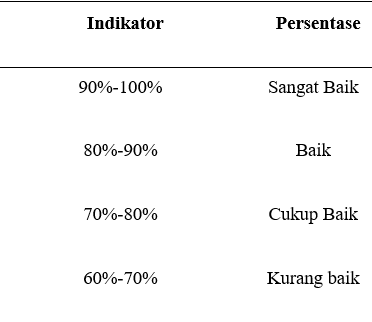 Indikator Persentase
90%-100% Sangat Baik
80%-90% Baik
70%-80% Cukup Baik
60%-70% Kurang baik